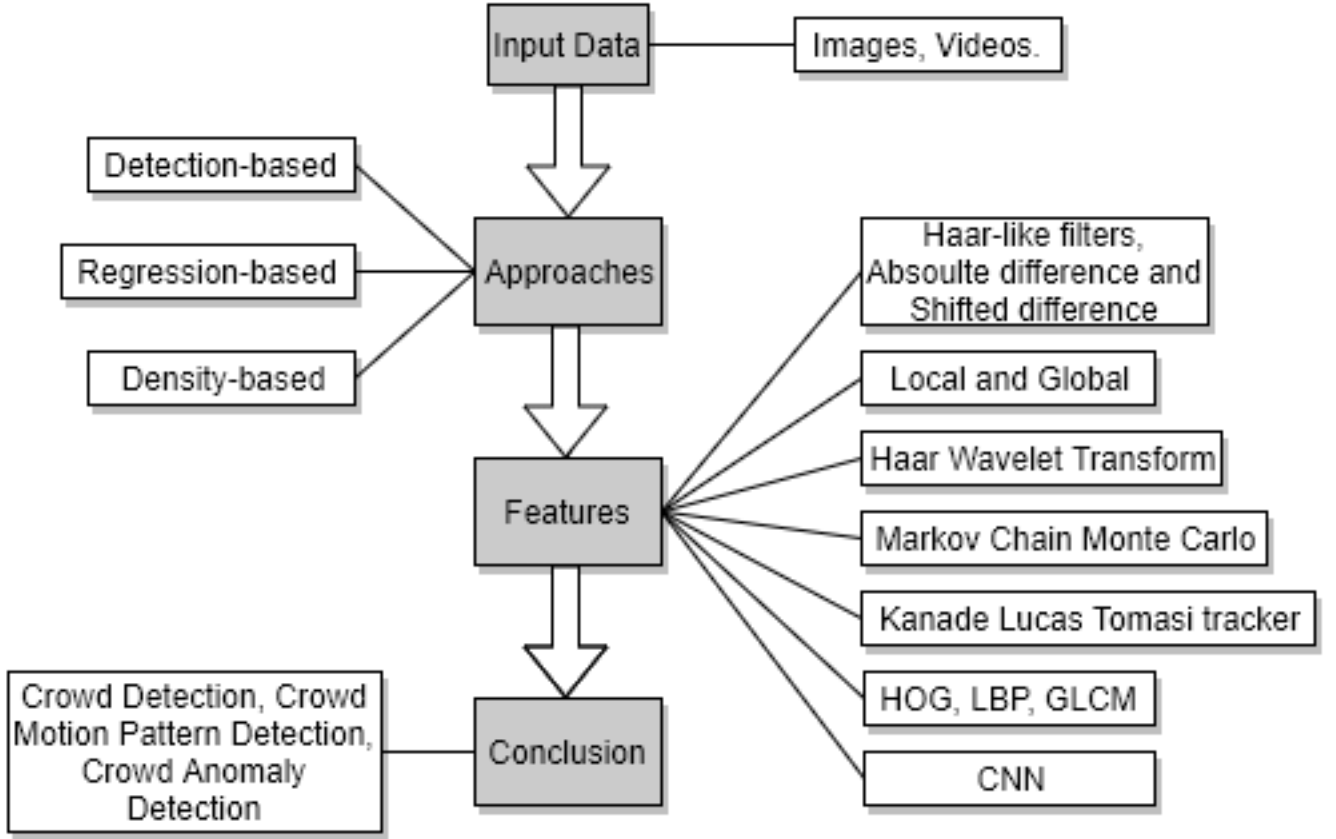 Input Data
Images, Videos.
Detection-based
Regression-based
Density-based
Approaches
Haar-like filters,
Absoulte difference and
Shifted difference
Local and Global
Haar Wavelet Transform
Features
Markov Chain Monte Carlo
Kanade Lucas Tomasi tracker
HOG, LBP, GLCM
CNN
Crowd Detection, Crowd
Motion Pattern Detection,
Crowd Anomaly
Detection
Conclusion